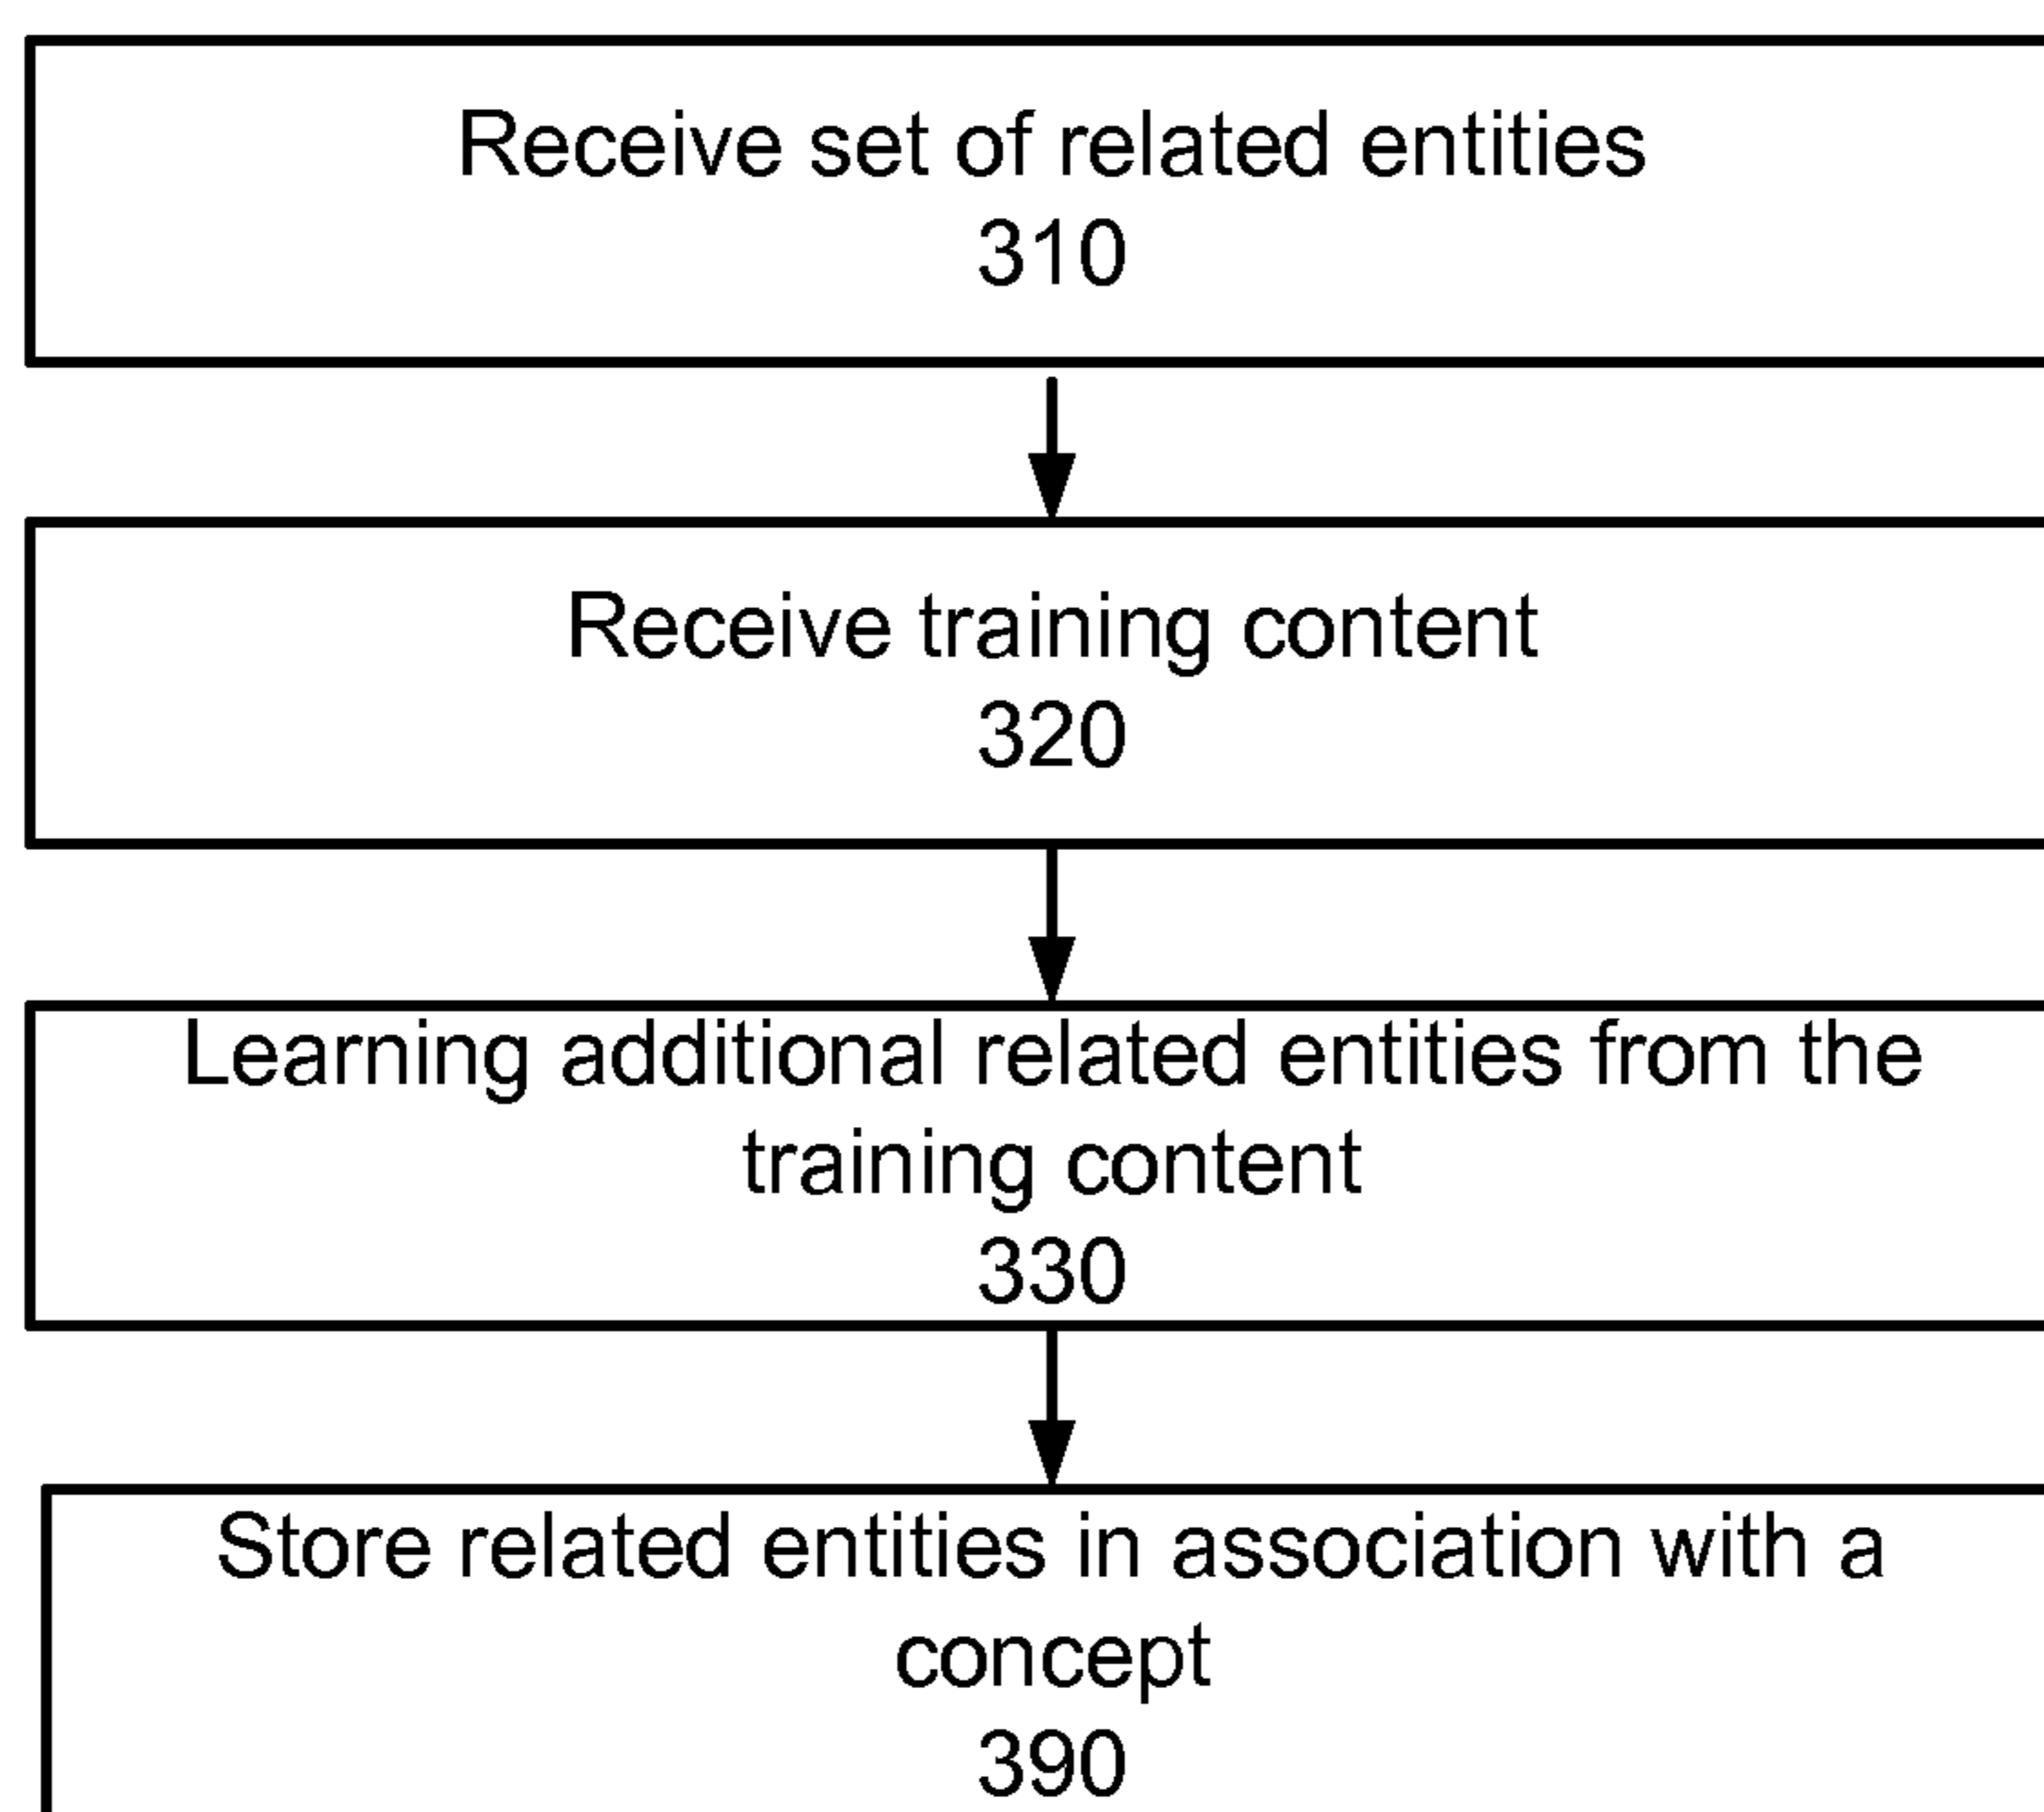 Receive set of related entities
310
Receive training content
320
Learning additional related entities from the
training content
330
Store related entities in association with a
concept
390